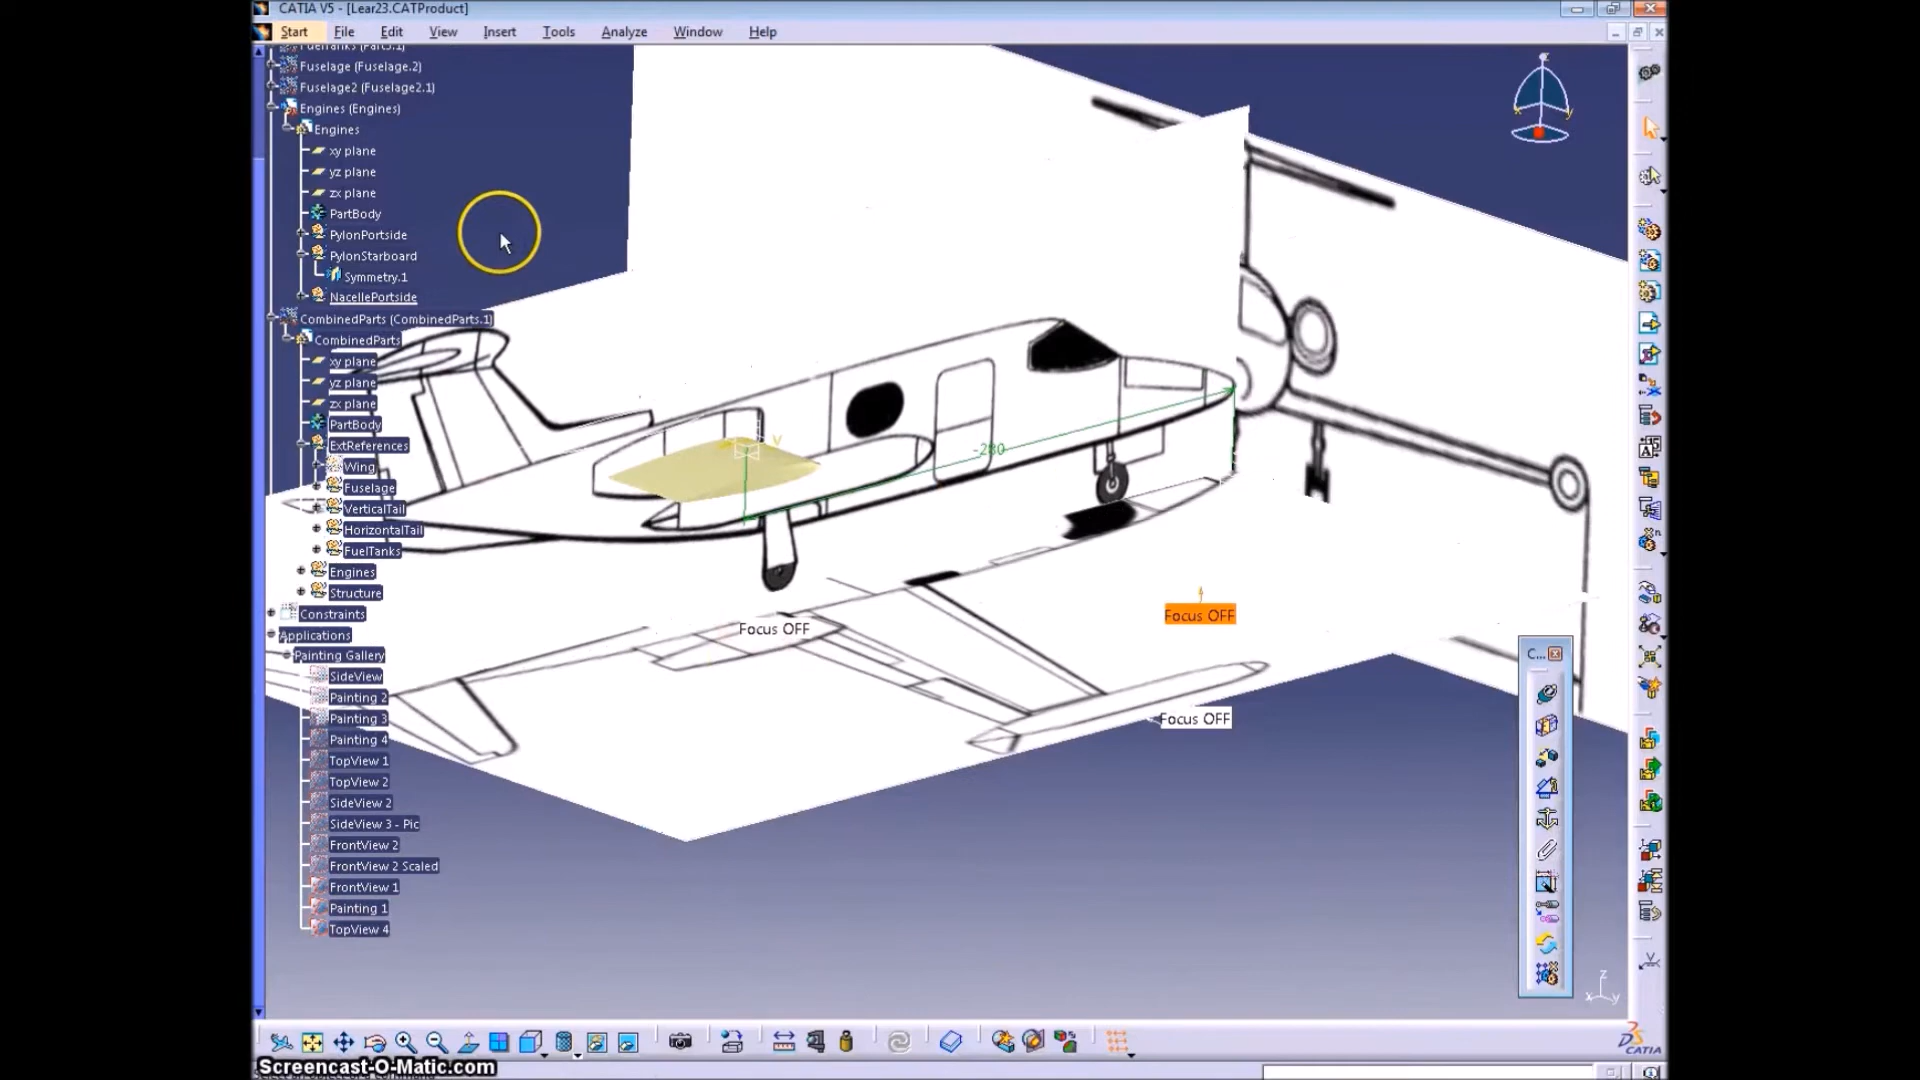 CATIA V5 - [Lear23.CATProduct]
Start File Edit View Insert Tools Analyze Window Help
FuelTanks (Part3.1)
Fuselage (Fuselage.2)
Fuselage2 (Fuselage2.1)
Engines (Engines)
Engines
xy plane
yz plane
zx plane
PartBody
PylonPortside
PylonStarboard
Symmetry.1
NacellePortside
CombinedParts (CombinedParts.1)
CombinedParts
xy plane
yz plane
zx plane
PartBody
ExtReferences
Wing
Fuselage
VerticalTail
HorizontalTail
FuelTanks
Engines
Structure
Constraints
Applications
Painting Gallery
SideView
Painting 2
Painting 3
Painting 4
TopView 1
TopView 2
SideView 2
SideView 3 - Pic
FrontView 2
FrontView 2 Scaled
FrontView 1
Painting 1
TopView 4
V
-280
Focus OFF
Focus OFF
Focus OFF
C...
z
x y
CATIA
Screencast-O-Matic.com